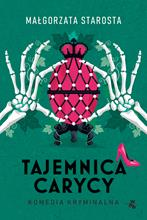 MAŁGORZATA STAROSTA
TAJEMNICA
CARYCY
KOMEDIA KRYMINALNA